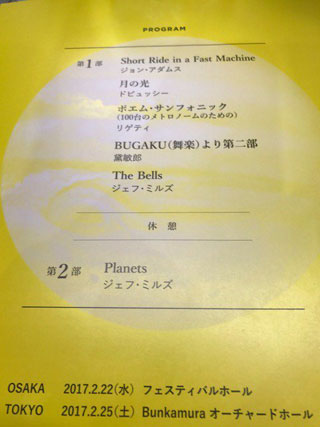 PROGRAM
第1部 Short Ride in a Fast Machine
ジョン・アダムス
月の光
ドビュッシー
ポエム・サンフォニック
(100台のメトロノームのための)
リゲティ
BUGAKU(舞楽)より第二部
黛敏郎
The Bells
ジェフ・ミルズ
休 憩
第2部 Planets
ジェフ・ミルズ
OSAKA 2017.2.22(水) フェスティバルホール
TOKYO 2017.2.25(土) Bunkamura オーチャードホール